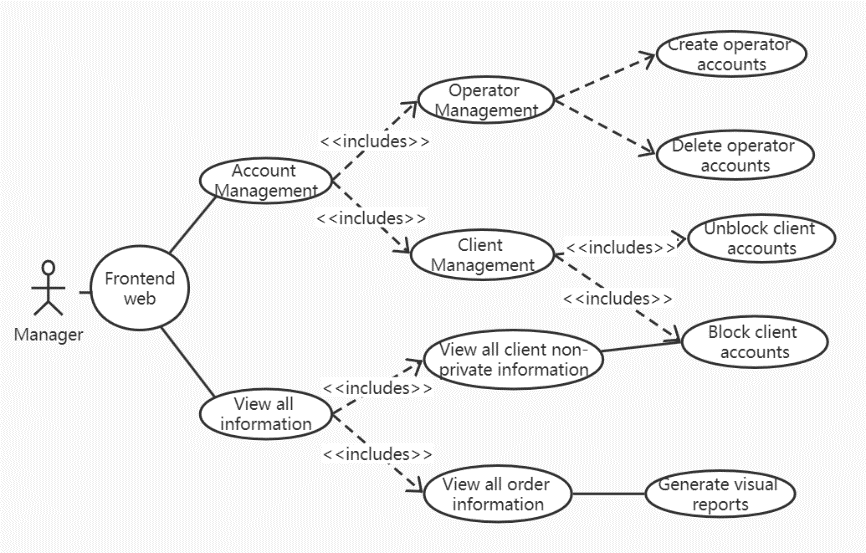 Create operator
accounts
Operator
Management
<<includes>>
Delete operator
accounts
Account
Management
<<includes>>
Unblock client
accounts
Client
Management
<<includes>>
Frontend
web
<<includes>>
Manager
Block client
accounts
View all client non-
private information
<<includes>>
View all
information
<<includes>>
View all order
information
Generate visual
reports